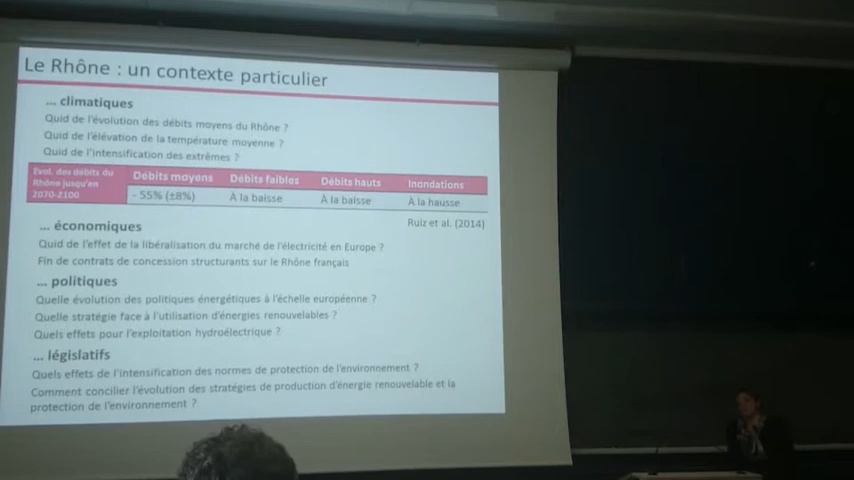 Le Rhône : un contexte particulier
... climatiques
Quid de l'évolution des débits moyens du Rhône ?
Quid de l'élévation de la température moyenne ?
Quid de l'intensification des extrêmes ?
Evol. des débits du Rhône jusqu'en 2070-2100
Débits moyens Débits faibles Débits hauts Inondations
- 55% (±8%) À la baisse À la baisse À la hausse
Ruiz et al. (2014)
... économiques
Quid de l'effet de la libéralisation du marché de l'électricité en Europe ?
Fin de contrats de concession structurants sur le Rhône français
... politiques
Quelle évolution des politiques énergétiques à l'échelle européenne ?
Quelle stratégie face à l'utilisation d'énergies renouvelables ?
Quels effets pour l'exploitation hydroélectrique ?
... législatifs
Quels effets de l'intensification des normes de protection de l'environnement ?
Comment concilier l'évolution des stratégies de production d'énergie renouvelable et la
protection de l'environnement ?